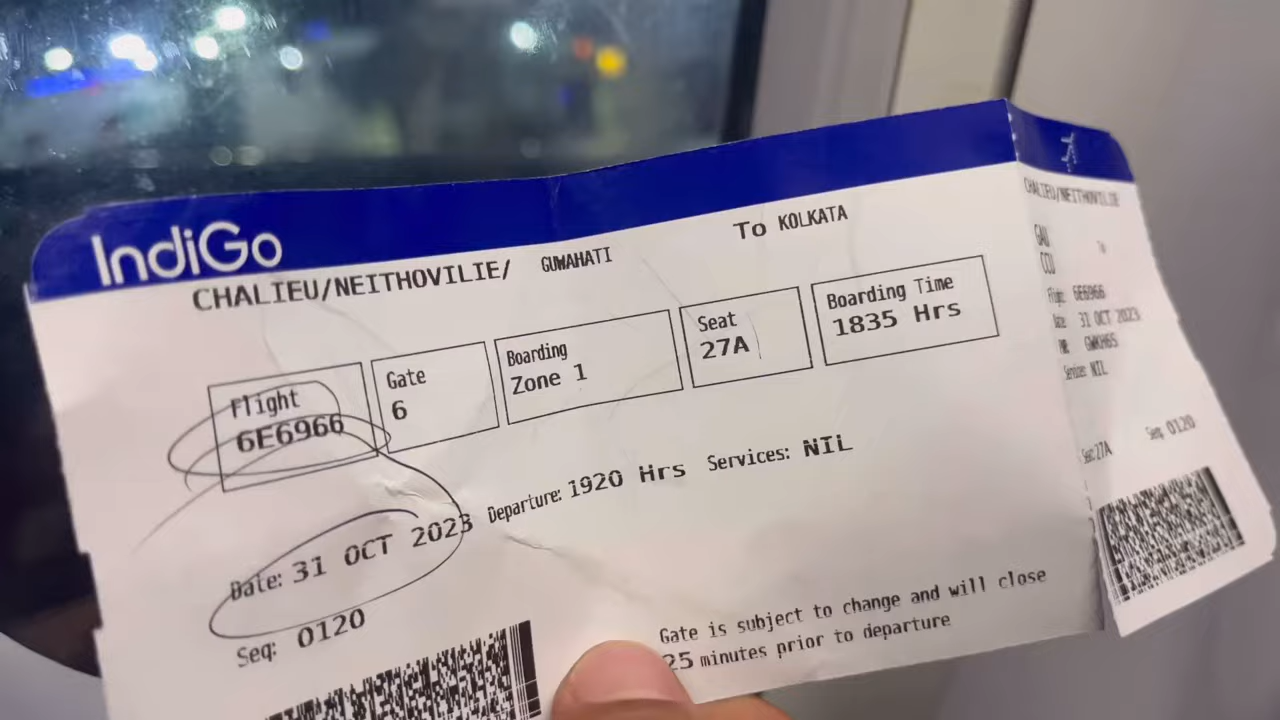 IndiGo
CHALIEU/NEITHOVILIE/ GUWAHATI To KOLKATA
Flight
6E6966
Gate
6
Boarding
Zone 1
Seat
27A
Boarding Time
1835 Hrs
Date: 31 OCT 2023 Departure: 1920 Hrs Services: NIL
Seq: 0120
Gate is subject to change and will close
25 minutes prior to departure
CHALIEU/NEITHOVILIE
GAU To
CCU
Flight: 6E6966
Date: 31 OCT 2023
PNR:
Services: NIL
Seat: 27A Seq: 0120